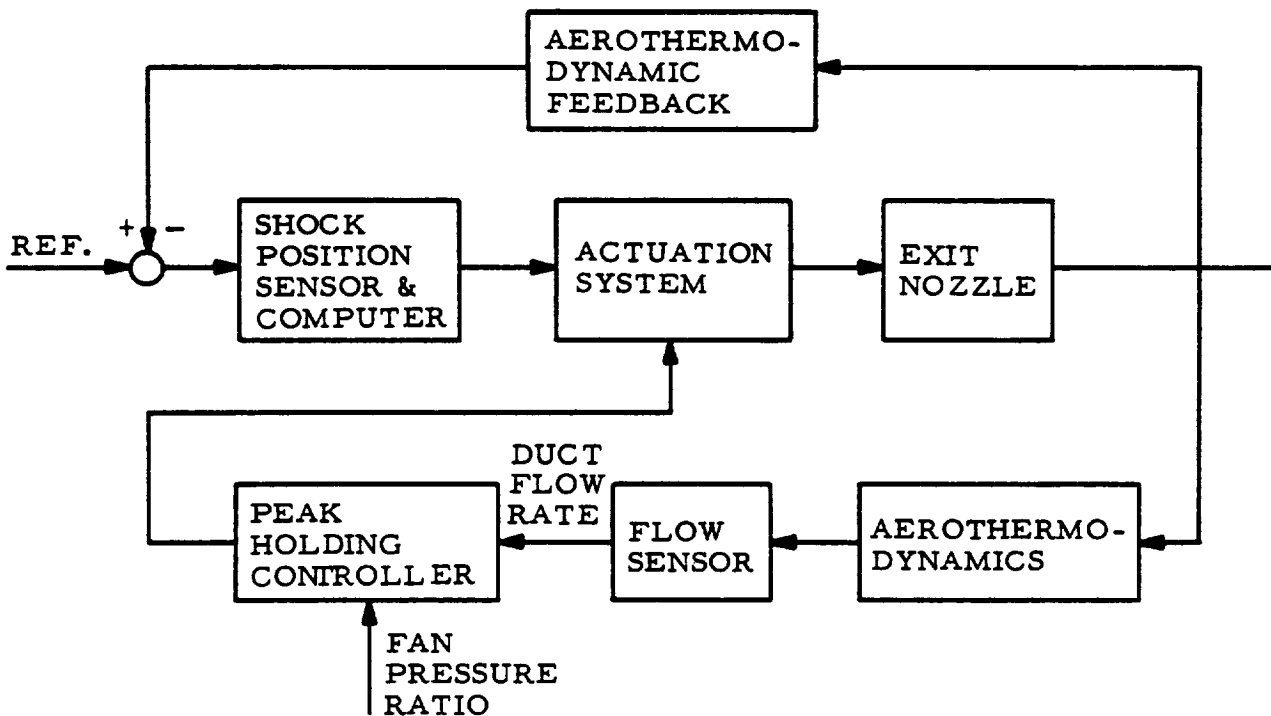 AEROTHERMO-
DYNAMIC
FEEDBACK
+ -
REF.
SHOCK
POSITION
SENSOR &
COMPUTER
ACTUATION
SYSTEM
EXIT
NOZZLE
PEAK
HOLDING
CONTROLLER
DUCT
FLOW
RATE
FLOW
SENSOR
AEROTHERMO-
DYNAMICS
FAN
PRESSURE
RATIO